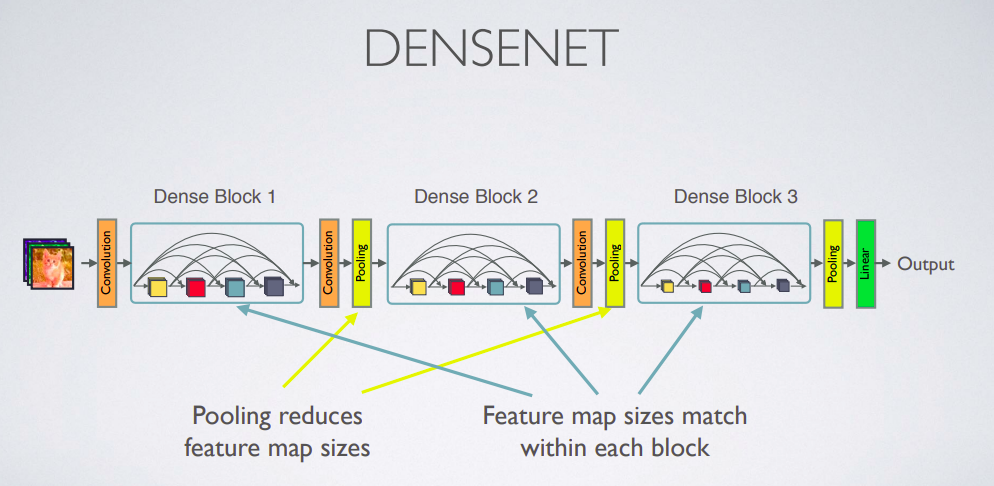 DENSENET
Dense Block 1
Dense Block 2
Dense Block 3
Convolution
Convolution
Pooling
Convolution
Pooling
Pooling
Linear
Output
Pooling reduces
feature map sizes
Feature map sizes match
within each block